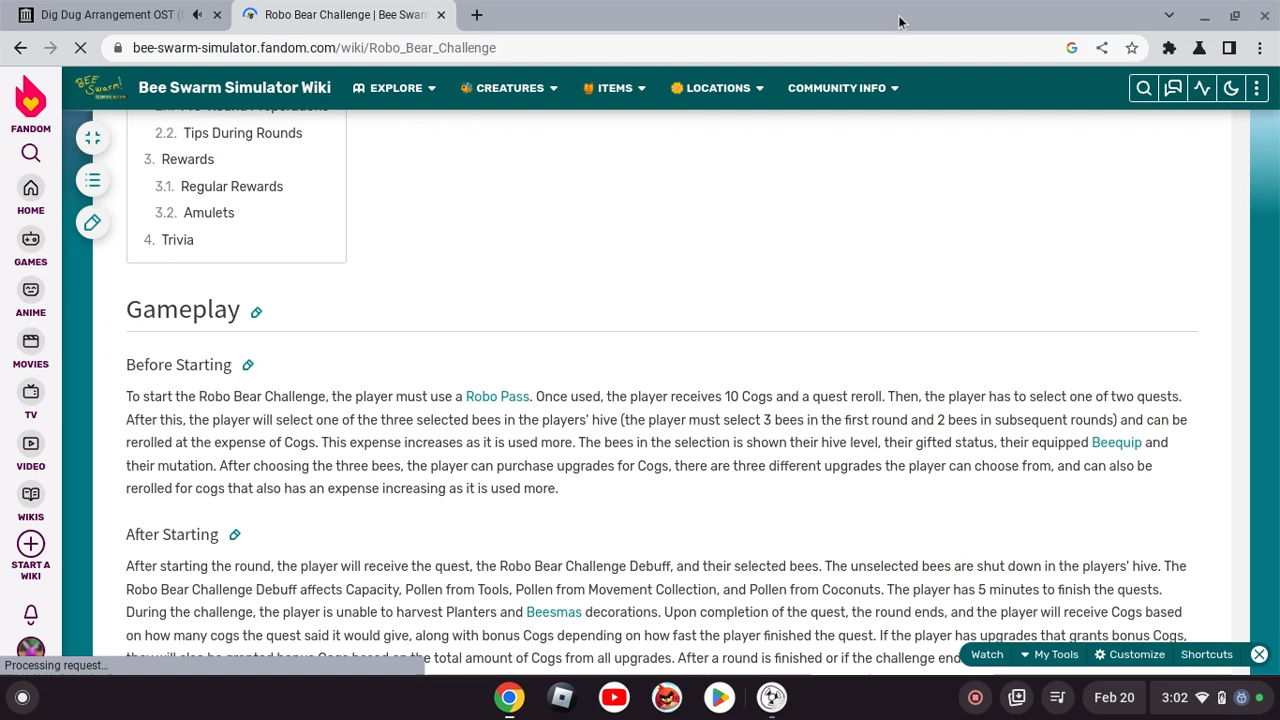 Dig Dug Arrangement OST (
Robo Bear Challenge | Bee Swar
bee-swarm-simulator.fandom.com/wiki/Robo_Bear_Challenge
BEE Swarm!
Bee Swarm Simulator Wiki
EXPLORE
CREATURES
ITEMS
LOCATIONS
COMMUNITY INFO
FANDOM
HOME
GAMES
ANIME
MOVIES
TV
VIDEO
WIKIS
START A
WIKI
2.2. Tips During Rounds
3. Rewards
3.1. Regular Rewards
3.2. Amulets
4. Trivia
Gameplay
Before Starting
To start the Robo Bear Challenge, the player must use a Robo Pass. Once used, the player receives 10 Cogs and a quest reroll. Then, the player has to select one of two quests.
After this, the player will select one of the three selected bees in the players' hive (the player must select 3 bees in the first round and 2 bees in subsequent rounds) and can be
rerolled at the expense of Cogs. This expense increases as it is used more. The bees in the selection is shown their hive level, their gifted status, their equipped Beequip and
their mutation. After choosing the three bees, the player can purchase upgrades for Cogs, there are three different upgrades the player can choose from, and can also be
rerolled for cogs that also has an expense increasing as it is used more.
After Starting
After starting the round, the player will receive the quest, the Robo Bear Challenge Debuff, and their selected bees. The unselected bees are shut down in the players' hive. The
Robo Bear Challenge Debuff affects Capacity, Pollen from Tools, Pollen from Movement Collection, and Pollen from Coconuts. The player has 5 minutes to finish the quests.
During the challenge, the player is unable to harvest Planters and Beesmas decorations. Upon completion of the quest, the round ends, and the player will receive Cogs based
on how many cogs the quest said it would give, along with bonus Cogs depending on how fast the player finished the quest. If the player has upgrades that grants bonus Cogs,
the total amount of Cogs from all upgrades. After a round is finished or if the challenge end
Processing request...
Watch
My Tools
Customize
Shortcuts
Feb 20
3:02